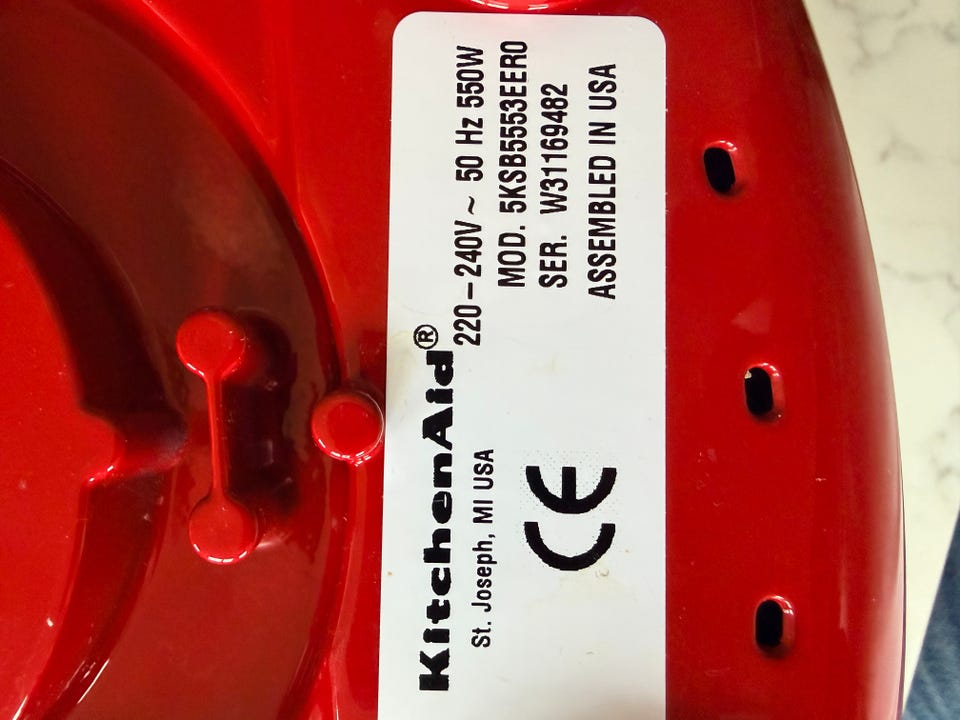 KitchenAid®
St. Joseph, MI USA
220-240V ~ 50 Hz 550W
MOD. 5KSB5553EER0
SER. W31169482
ASSEMBLED IN USA
CE